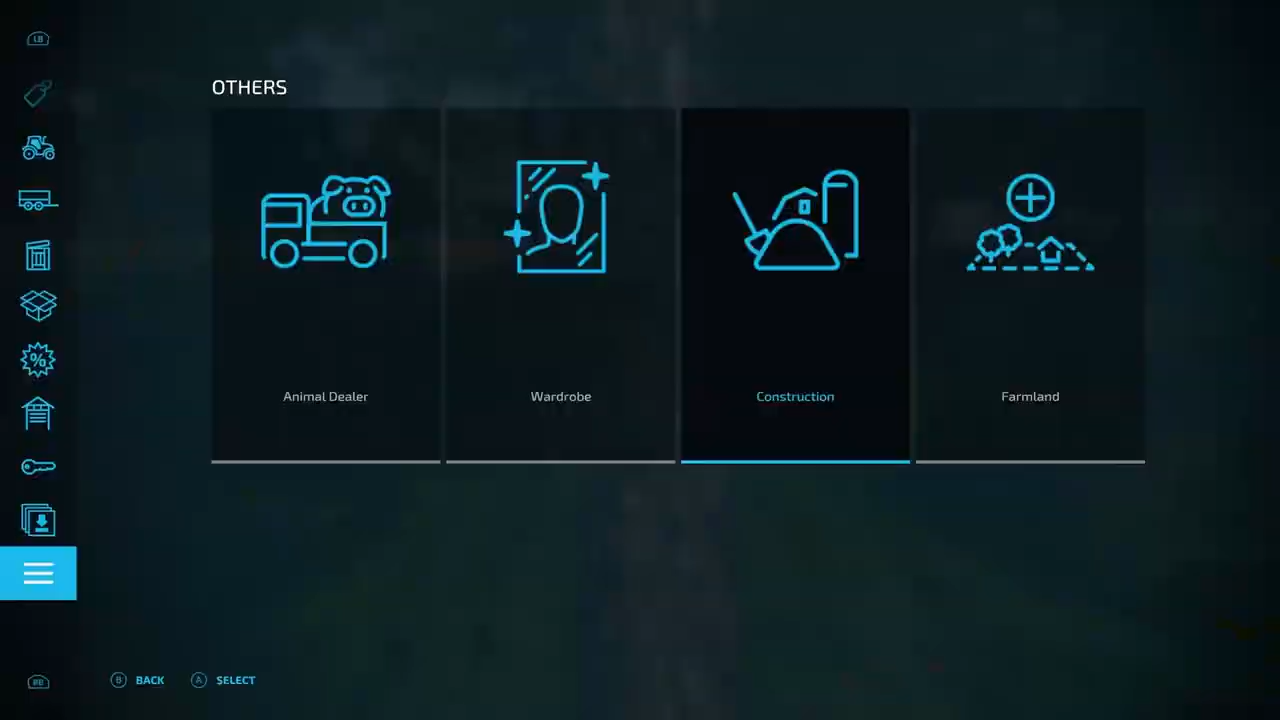 LB
OTHERS
%
Animal Dealer
Wardrobe
Construction
Farmland
RB
B BACK
A SELECT